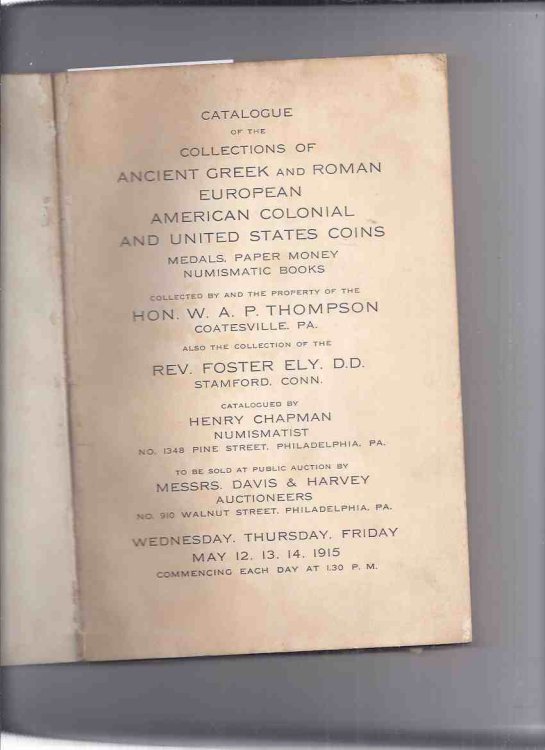 CATALOGUE
OF THE
COLLECTIONS OF
ANCIENT GREEK AND ROMAN
EUROPEAN
AMERICAN COLONIAL
AND UNITED STATES COINS
MEDALS, PAPER MONEY
NUMISMATIC BOOKS
COLLECTED BY AND THE PROPERTY OF THE
HON. W. A. P. THOMPSON
COATESVILLE, PA.
ALSO THE COLLECTION OF THE
REV. FOSTER ELY, D.D.
STAMFORD, CONN.
CATALOGUED BY
HENRY CHAPMAN
NUMISMATIST
NO. 1348 PINE STREET, PHILADELPHIA, PA.
TO BE SOLD AT PUBLIC AUCTION BY
MESSRS. DAVIS & HARVEY
AUCTIONEERS
NO. 910 WALNUT STREET, PHILADELPHIA, PA.
WEDNESDAY, THURSDAY, FRIDAY
MAY 12, 13, 14, 1915
COMMENCING EACH DAY AT 1.30 P. M.